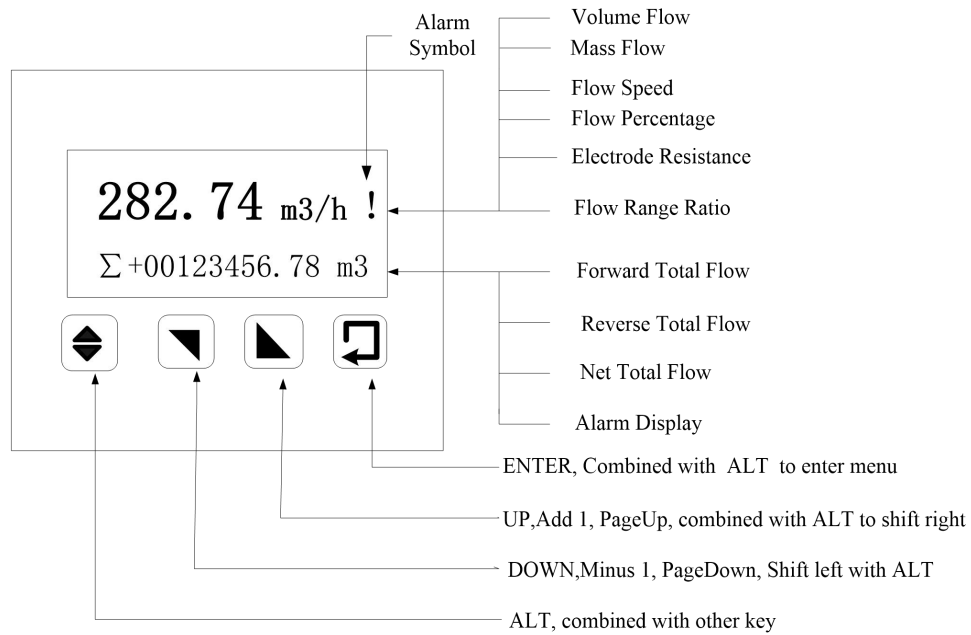 Alarm
Symbol
Volume Flow
Mass Flow
Flow Speed
Flow Percentage
Electrode Resistance
Flow Range Ratio
282.74 m3/h !
Σ+00123456.78 m3
Forward Total Flow
Reverse Total Flow
Net Total Flow
Alarm Display
ENTER, Combined with ALT to enter menu
UP,Add 1, PageUp, combined with ALT to shift right
DOWN,Minus 1, PageDown, Shift left with ALT
ALT, combined with other key